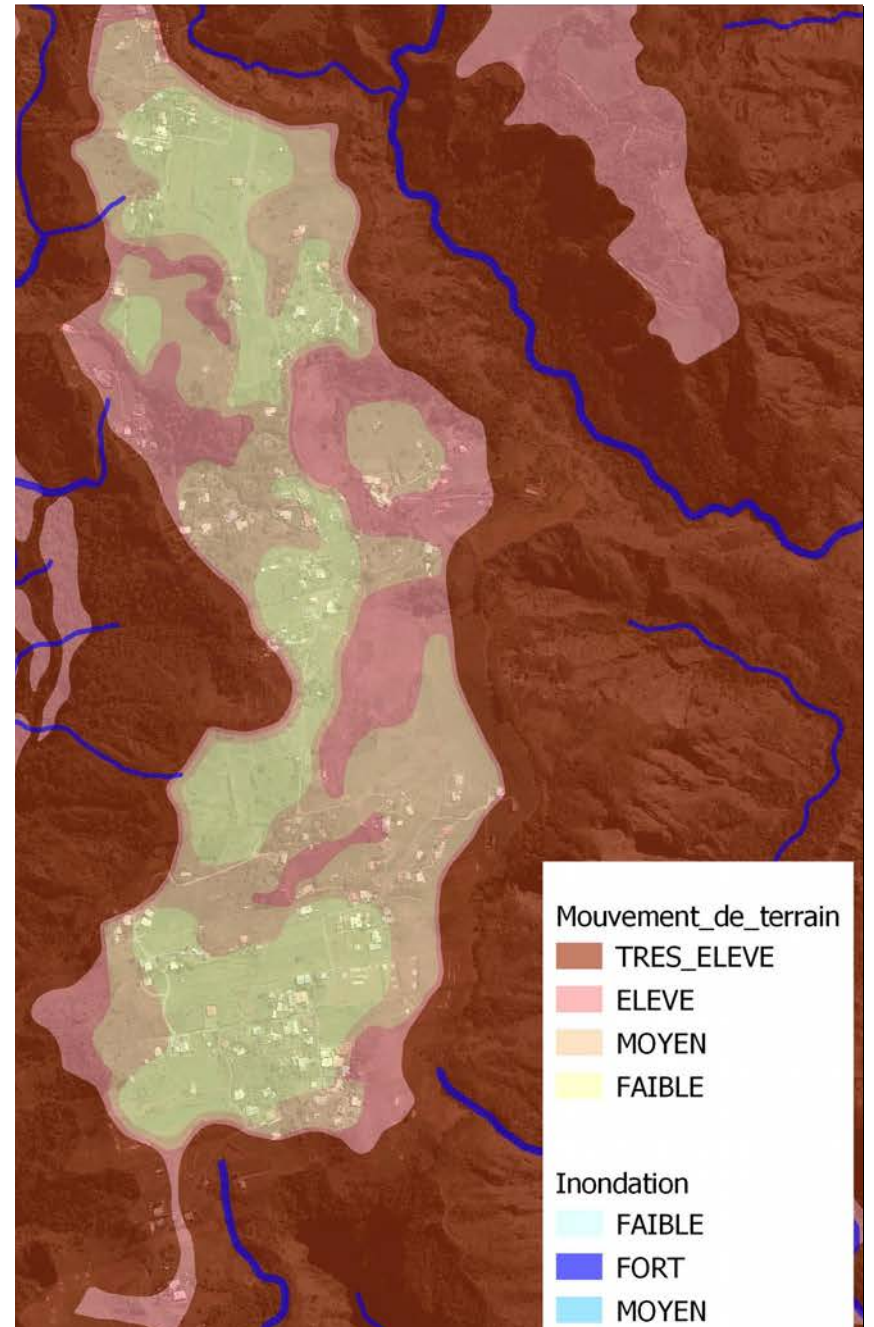 Mouvement_de_terrain
TRES_ELEVE
ELEVE
MOYEN
FAIBLE
Inondation
FAIBLE
FORT
MOYEN